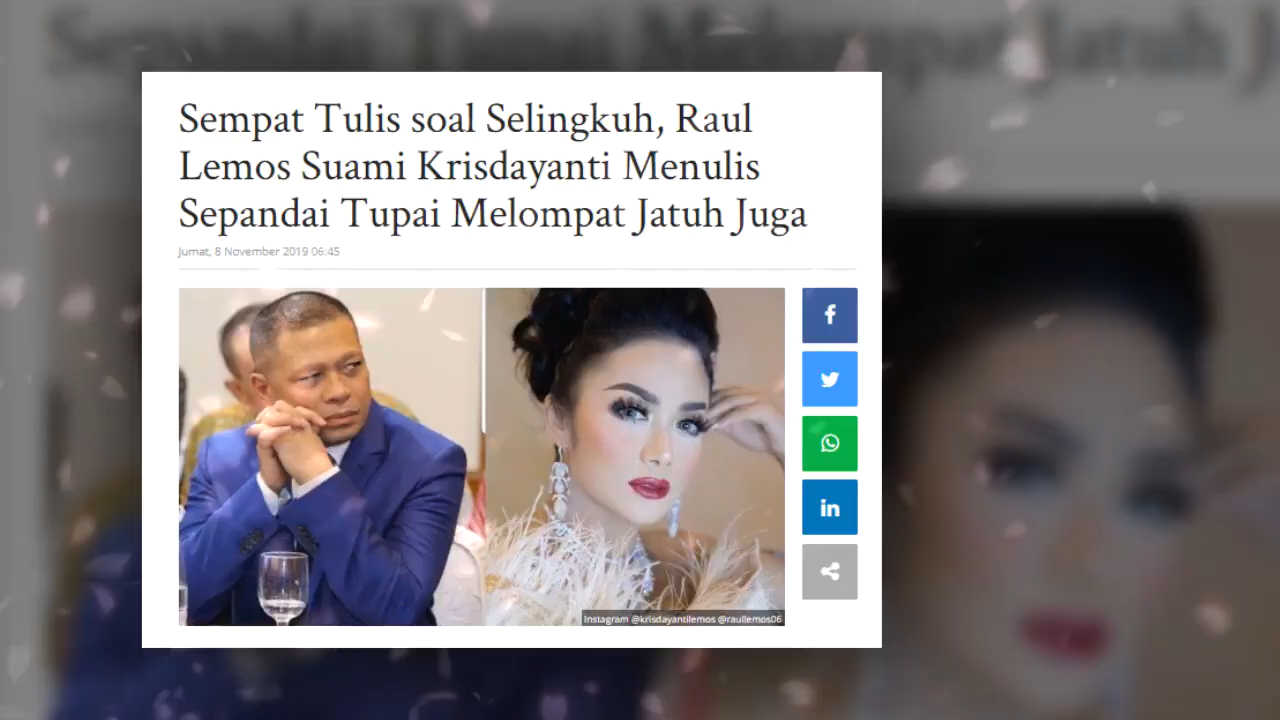 Sempat Tulis soal Selingkuh, Raul
Lemos Suami Krisdayanti Menulis
Sepandai Tupai Melompat Jatuh Juga
Jumat, 8 November 2019 06:45
Instagram @krisdayantilemos @raullemos06